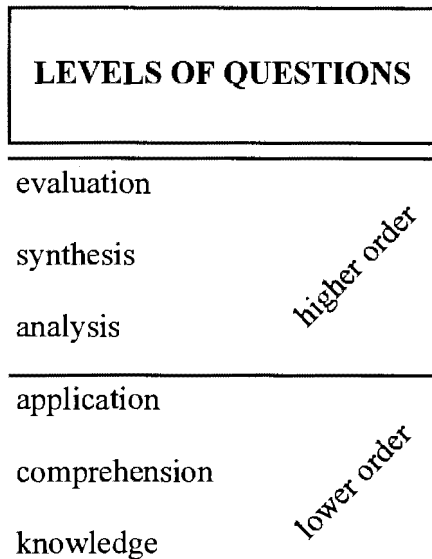 LEVELS OF QUESTIONS
evaluation
synthesis
analysis
higher order
application
comprehension
knowledge
lower order